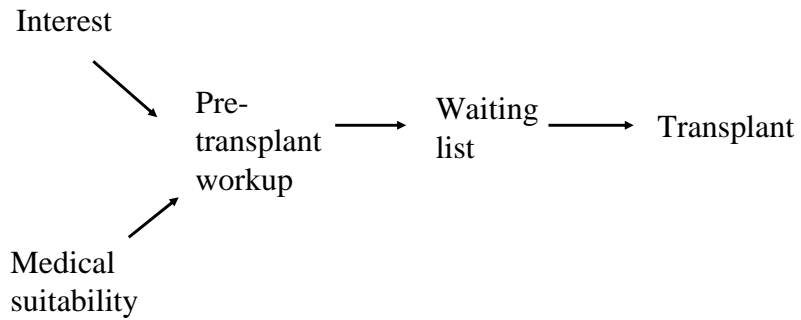 Interest
Pre-
transplant
workup
Waiting
list
Transplant
Medical
suitability